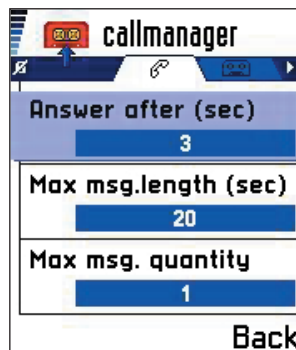 callmanager
Answer after (sec)
3
Max msg.length (sec)
20
Max msg. quantity
1
Back